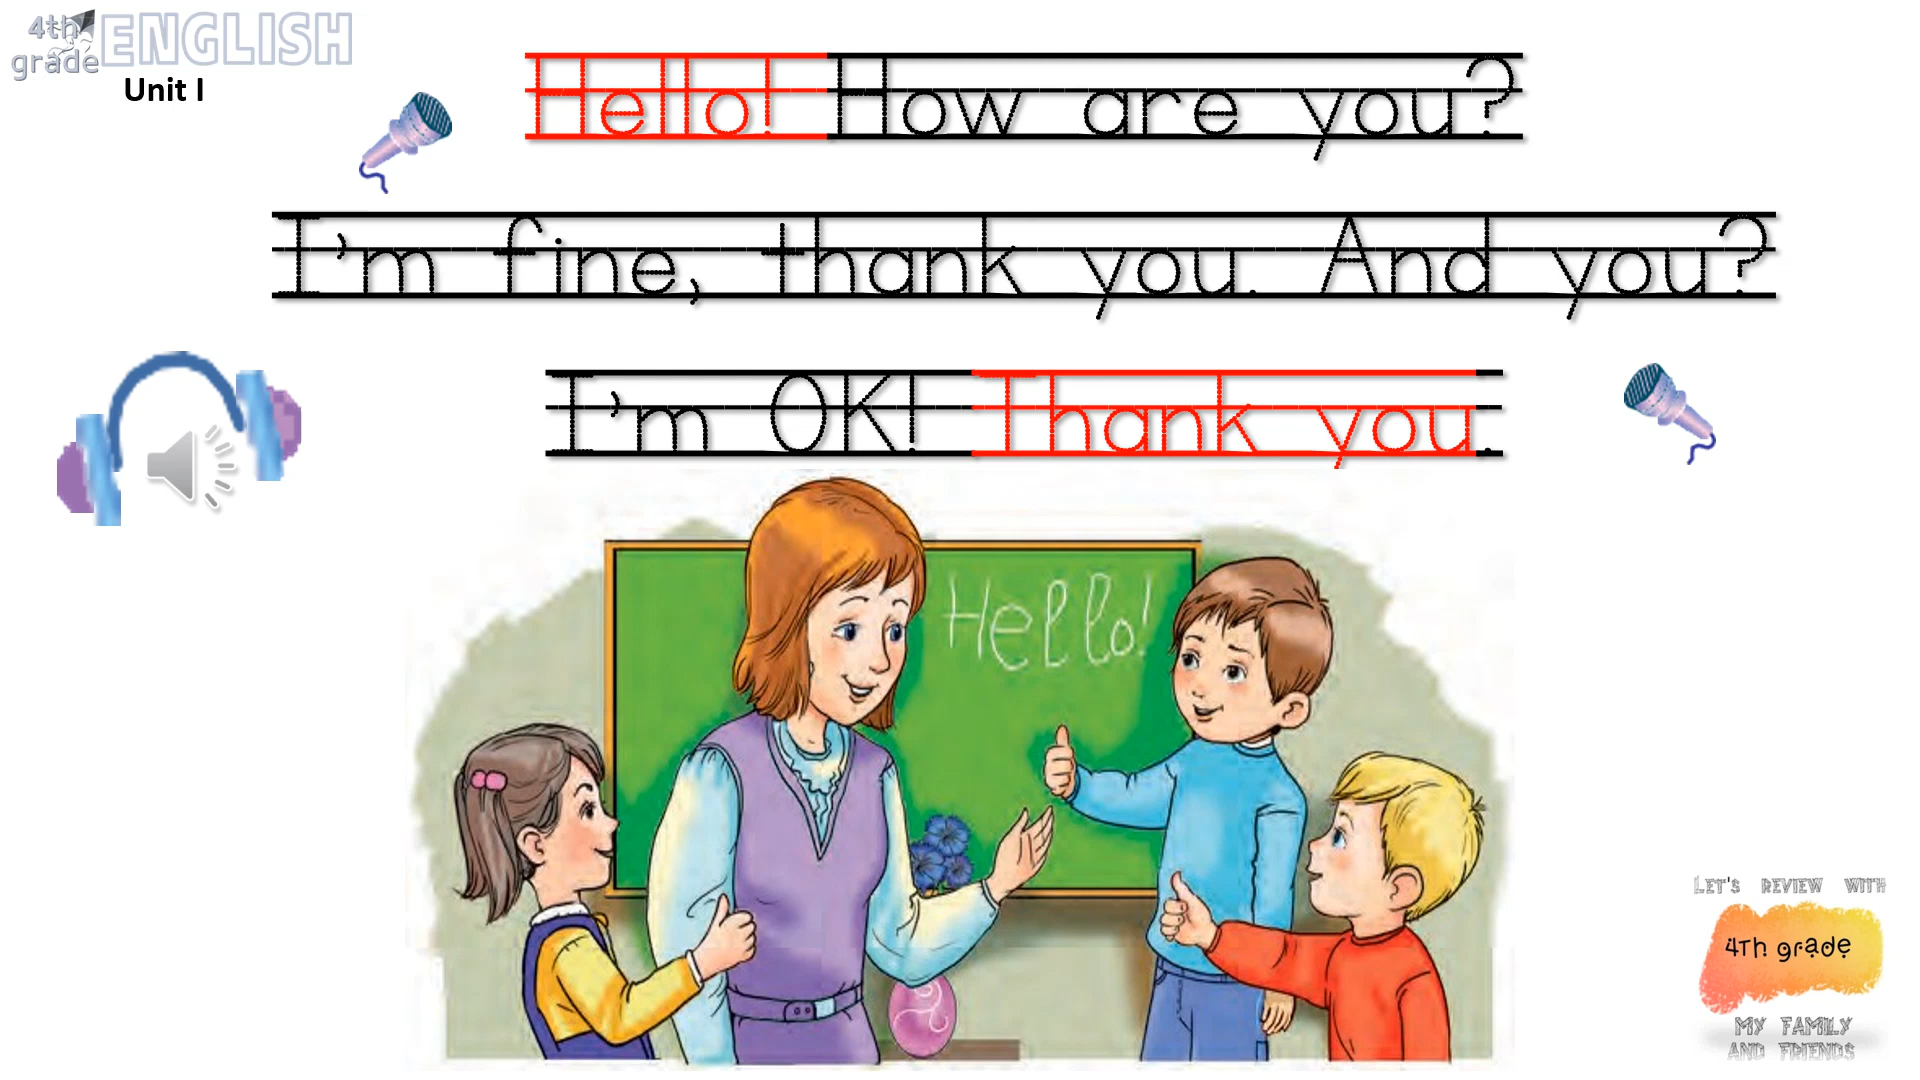 4th grade ENGLISH
Unit I
Hello! How are you?
I'm fine, thank you. And you?
I'm OK! Thank you.
Hello!
LET'S REVIEW WITH
4Th grade
MY FAMILY
AND FRIENDS